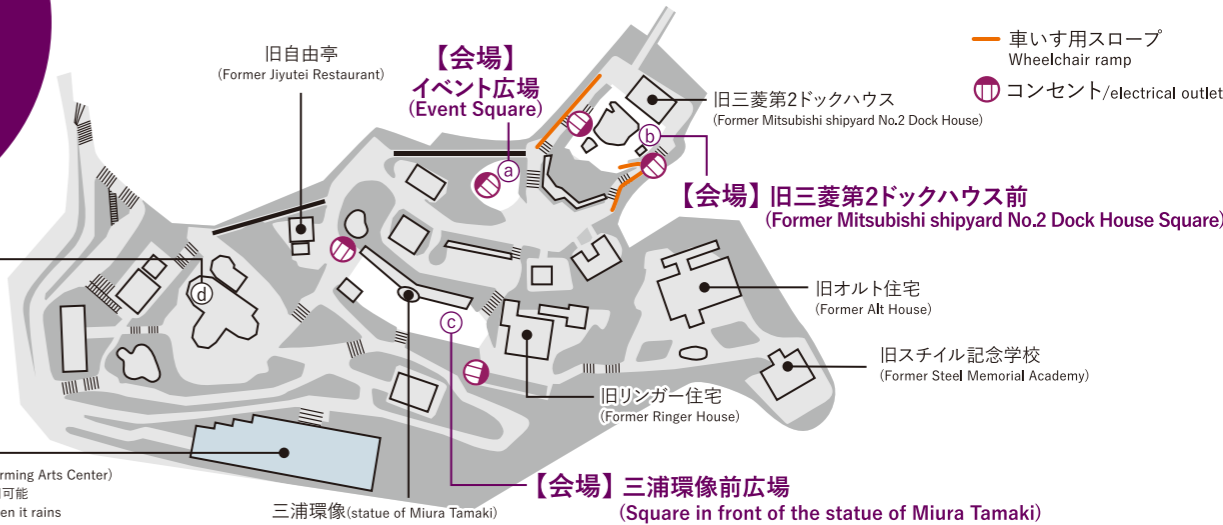 旧自由亭
(Former Jiyutei Restaurant)
【会場】
イベント広場
(Event Square)
車いす用スロープ
Wheelchair ramp
コンセント/electrical outlet
旧三菱第2ドックハウス
(Former Mitsubishi shipyard No.2 Dock House)
a
b
【会場】旧三菱第2ドックハウス前
(Former Mitsubishi shipyard No.2 Dock House Square)
d
c
旧オルト住宅
(Former Alt House)
旧スチイル記念学校
(Former Steel Memorial Academy)
旧リンガー住宅
(Former Ringer House)
rming Arts Center)
可能
en it rains
三浦環像(statue of Miura Tamaki)
【会場】三浦環像前広場
(Square in front of the statue of Miura Tamaki)